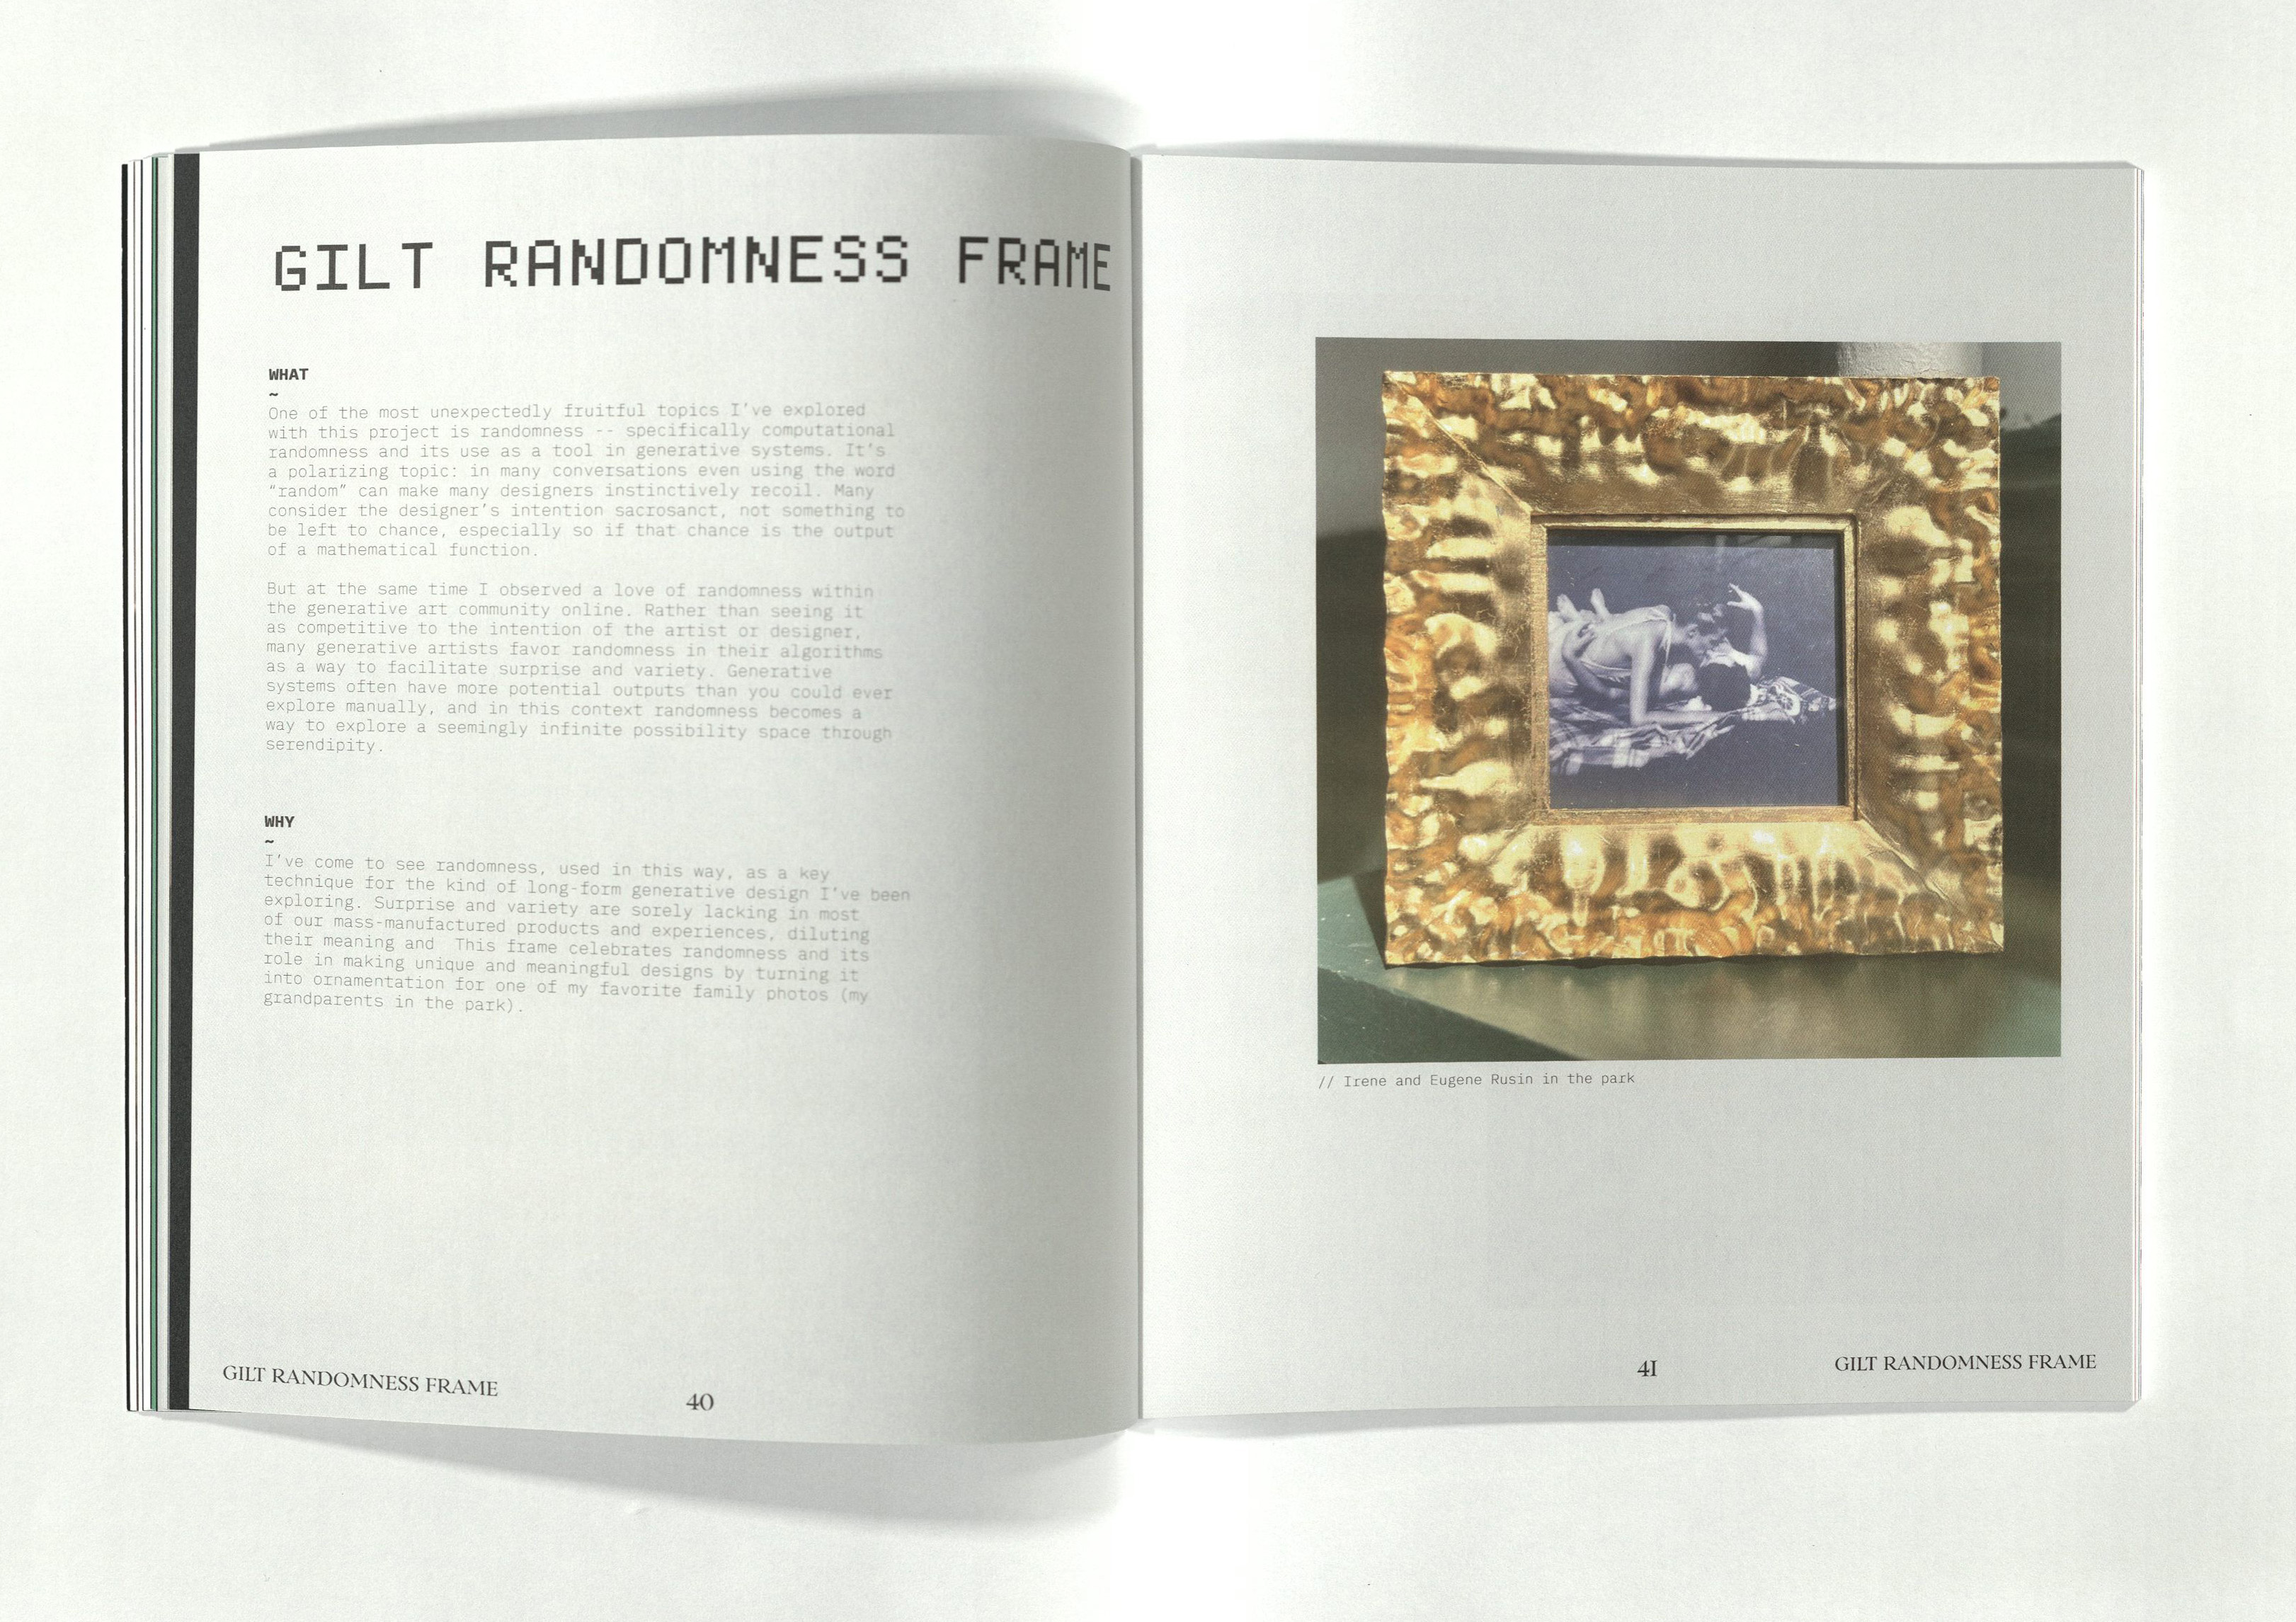 GILT RANDOMNESS FRAME
WHAT
~
One of the most unexpectedly fruitful topics I've explored
with this project is randomness -- specifically computational
randomness and its use as a tool in generative systems. It's
a polarizing topic: in many conversations even using the word
“random” can make many designers instinctively recoil. Many
consider the designer's intention sacrosanct, not something to
be left to chance, especially so if that chance is the output
of a mathematical function.
But at the same time I observed a love of randomness within
the generative art community online. Rather than seeing it
as competitive to the intention of the artist or designer,
many generative artists favor randomness in their algorithms
as a way to facilitate surprise and variety. Generative
systems often have more potential outputs than you could ever
explore manually, and in this context randomness becomes a
way to explore a seemingly infinite possibility space through
serendipity.
WHY
~
I've come to see randomness, used in this way, as a key
technique for the kind of long-form generative design I've been
exploring. Surprise and variety are sorely lacking in most
of our mass-manufactured products and experiences, diluting
their meaning and  This frame celebrates randomness and its
role in making unique and meaningful designs by turning it
into ornamentation for one of my favorite family photos (my
grandparents in the park).
GILT RANDOMNESS FRAME
40
// Irene and Eugene Rusin in the park
41
GILT RANDOMNESS FRAME